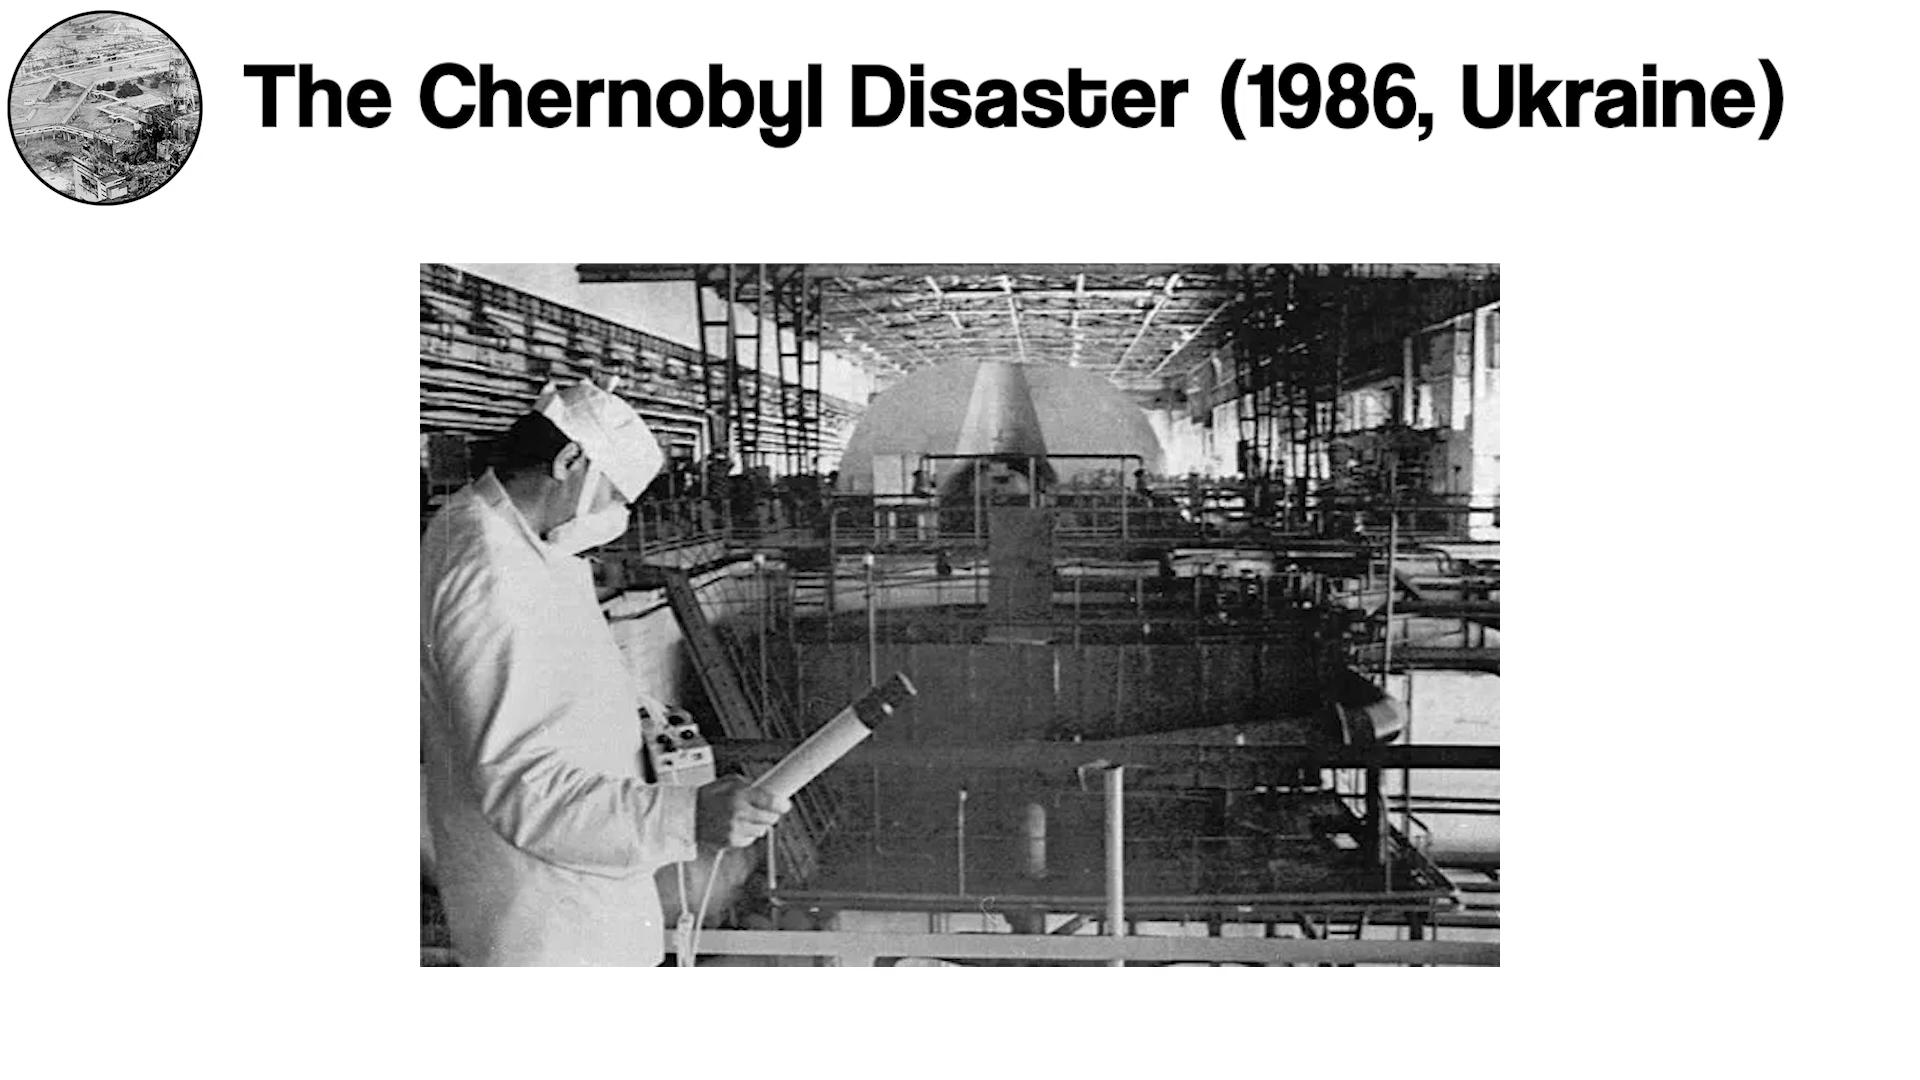 The Chernobyl Disaster (1986, Ukraine)